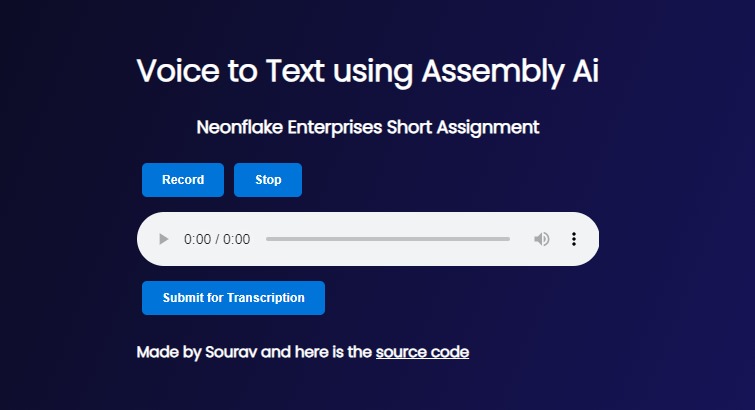 Voice to Text using Assembly Ai
Neonflake Enterprises Short Assignment
Record Stop
0:00 / 0:00
Submit for Transcription
Made by Sourav and here is the source code